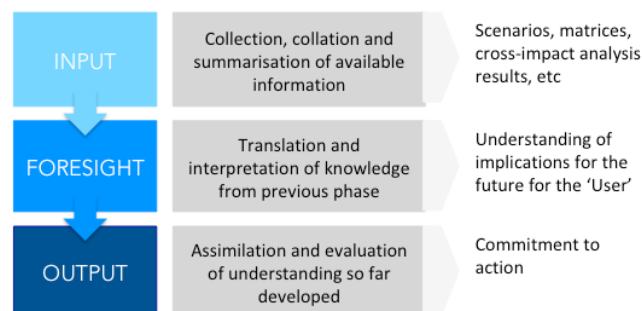 INPUT
Collection, collation and
summarisation of available
information
Scenarios, matrices,
cross-impact analysis
results, etc
FORESIGHT
Translation and
interpretation of knowledge
from previous phase
Understanding of
implications for the
future for the ‘User’
OUTPUT
Assimilation and evaluation
of understanding so far
developed
Commitment to
action